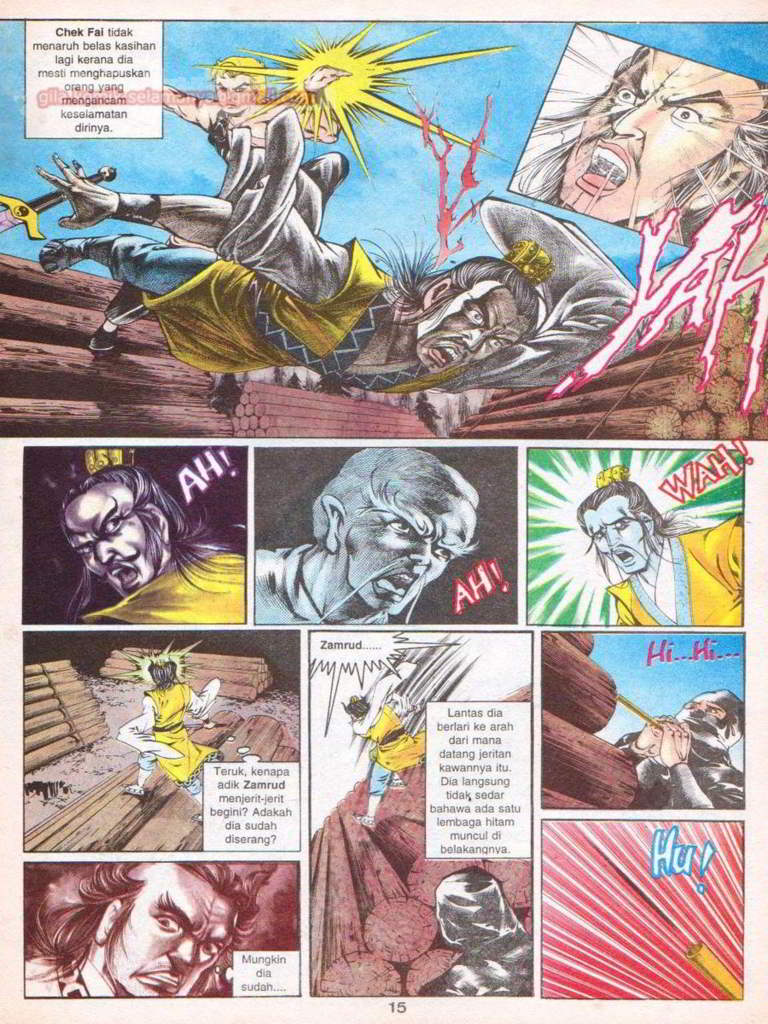 Chek Fai tidak
menaruh belas kasihan
lagi kerana dia
mesti menghapuskan
orang yang
mengancam
keselamatan
dirinya.
YAH
AH!
AH!
WAH!
Teruk, kenapa
adik Zamrud
menjerit-jerit
begini? Adakah
dia sudah
diserang?
Zamrud......
Lantas dia
berlari ke arah
dari mana
datang jeritan
kawannya itu.
Dia langsung
tidak sedar
bahawa ada satu
lembaga hitam
muncul di
belakangnya.
Hi...Hi...
Mungkin
dia
sudah....
Hu!
15